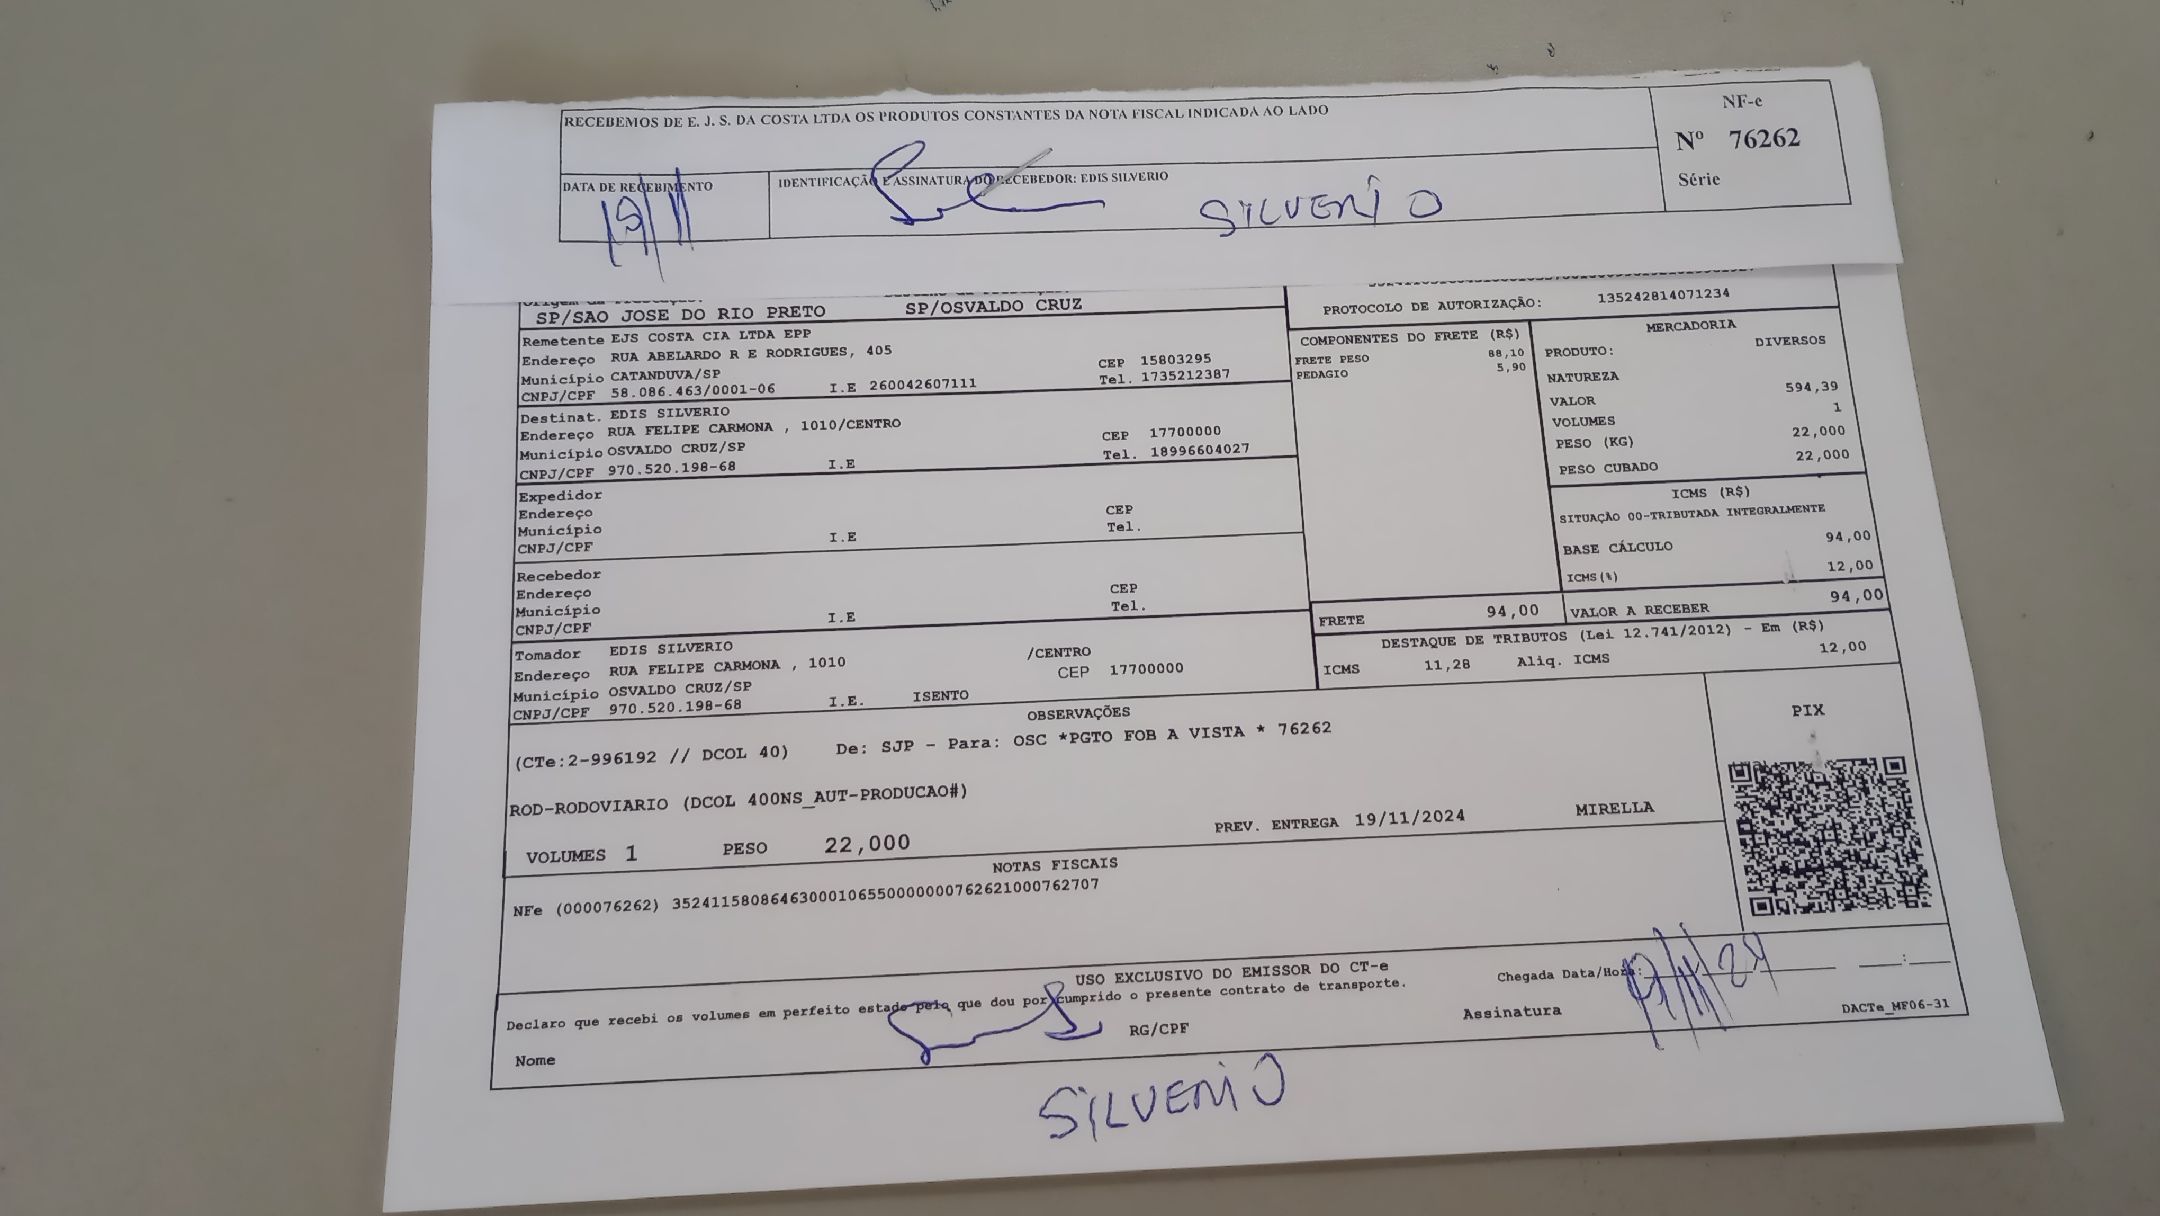 RECEBEMOS DE E. J. S. DA COSTA LTDA OS PRODUTOS CONSTANTES DA NOTA FISCAL INDICADA AO LADO
NF-e
Nº 76262
Série
DATA DE RECEBIMENTO
IDENTIFICAÇÃO E ASSINATURA DO RECEBEDOR: EDIS SILVERIO
19/11
SILVERIO
SP/SAO JOSE DO RIO PRETO SP/OSVALDO CRUZ
PROTOCOLO DE AUTORIZAÇÃO: 135242814071234
Remetente EJS COSTA CIA LTDA EPP
Endereço RUA ABELARDO R E RODRIGUES, 405 CEP 15803295
Município CATANDUVA/SP Tel. 1735212387
CNPJ/CPF 58.086.463/0001-06 I.E 260042607111
Destinat. EDIS SILVERIO
Endereço RUA FELIPE CARMONA , 1010/CENTRO CEP 17700000
Município OSVALDO CRUZ/SP Tel. 18996604027
CNPJ/CPF 970.520.198-68 I.E
Expedidor
Endereço CEP
Município Tel.
CNPJ/CPF I.E
Recebedor
Endereço CEP
Município Tel.
CNPJ/CPF I.E
Tomador EDIS SILVERIO /CENTRO
Endereço RUA FELIPE CARMONA , 1010 CEP 17700000
Município OSVALDO CRUZ/SP
CNPJ/CPF 970.520.198-68 I.E. ISENTO
COMPONENTES DO FRETE (R$)
FRETE PESO 88,10
PEDAGIO 5,90
MERCADORIA
PRODUTO: DIVERSOS
NATUREZA
VALOR 594,39
VOLUMES 1
PESO (KG) 22,000
PESO CUBADO 22,000
ICMS (R$)
SITUAÇÃO 00-TRIBUTADA INTEGRALMENTE
BASE CÁLCULO 94,00
ICMS(%) 12,00
FRETE 94,00 VALOR A RECEBER 94,00
DESTAQUE DE TRIBUTOS (Lei 12.741/2012) - Em (R$)
ICMS 11,28 Aliq. ICMS 12,00
OBSERVAÇÕES
(CTe:2-996192 // DCOL 40) De: SJP - Para: OSC *PGTO FOB A VISTA * 76262
ROD-RODOVIARIO (DCOL 400NS_AUT-PRODUCAO#)
VOLUMES 1 PESO 22,000 PREV. ENTREGA 19/11/2024 MIRELLA
PIX
NOTAS FISCAIS
NFe (000076262) 35241158086463000106550000000762621000762707
USO EXCLUSIVO DO EMISSOR DO CT-e
Declaro que recebi os volumes em perfeito estado pelo que dou por cumprido o presente contrato de transporte.
Chegada Data/Hora: 19/11/24
Nome RG/CPF Assinatura
DACTe_MF06-31
SILVERIO